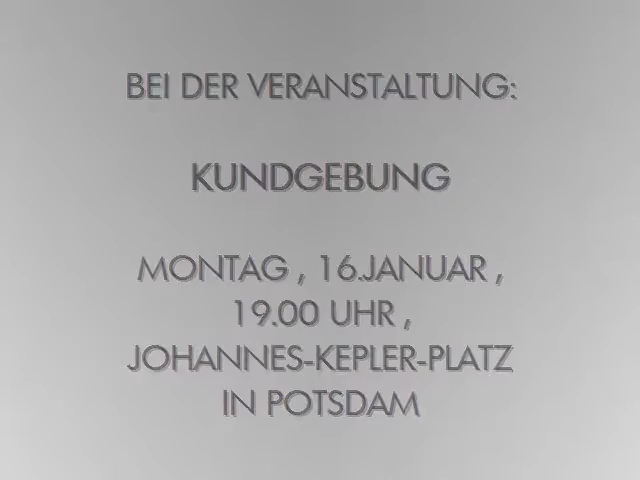 BEI DER VERANSTALTUNG:
KUNDGEBUNG
MONTAG , 16.JANUAR ,
19.00 UHR ,
JOHANNES-KEPLER-PLATZ
IN POTSDAM